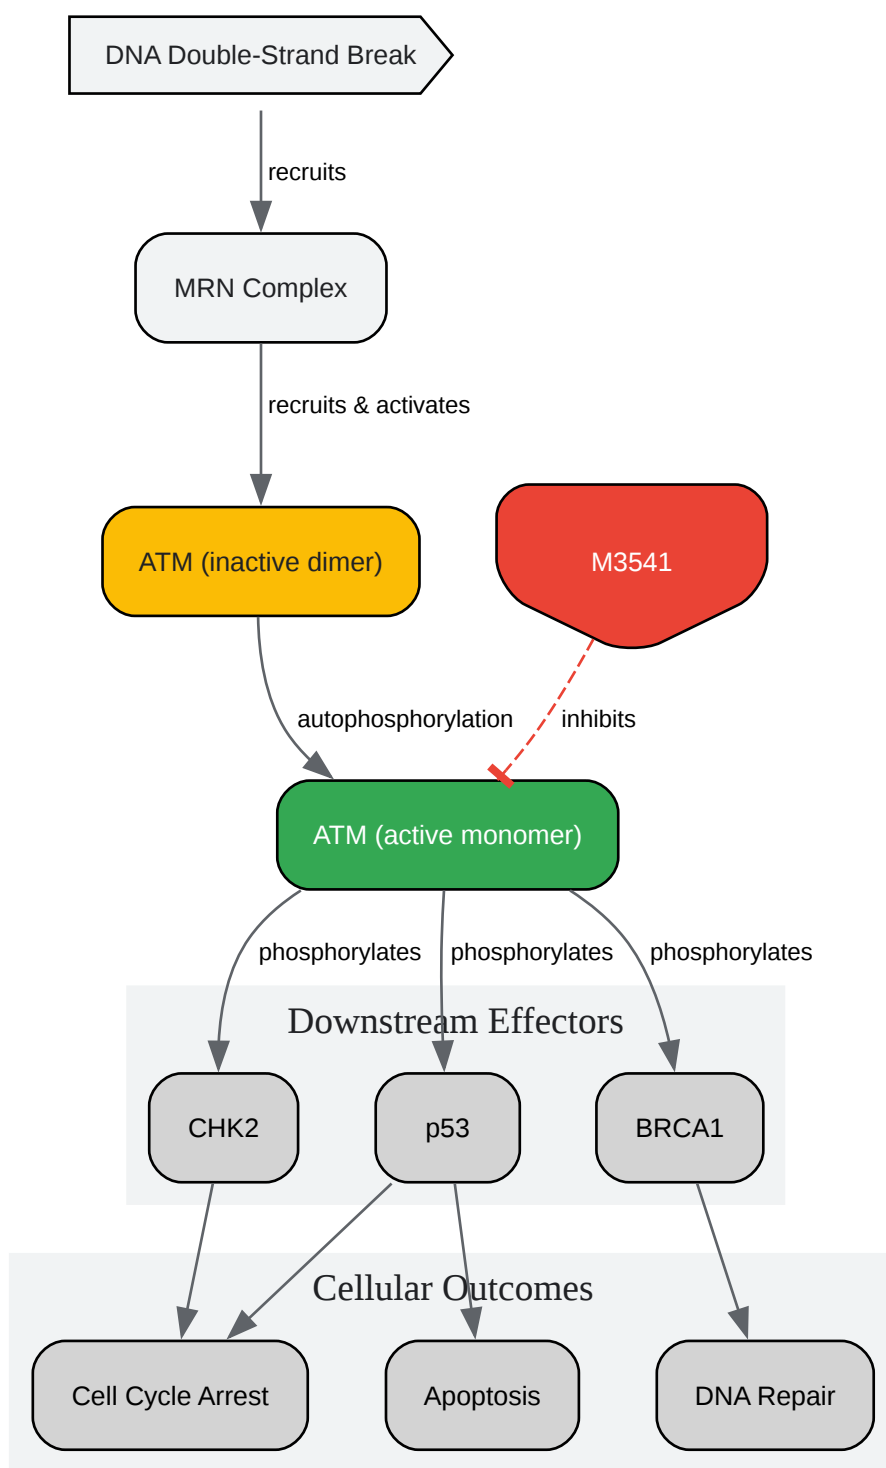 DNA Double-Strand Break
recruits
MRN Complex
recruits & activates
ATM (inactive dimer)
M3541
autophosphorylation
inhibits
ATM (active monomer)
phosphorylates
phosphorylates
phosphorylates
Downstream Effectors
CHK2
p53
BRCA1
Cellular Outcomes
Cell Cycle Arrest
Apoptosis
DNA Repair